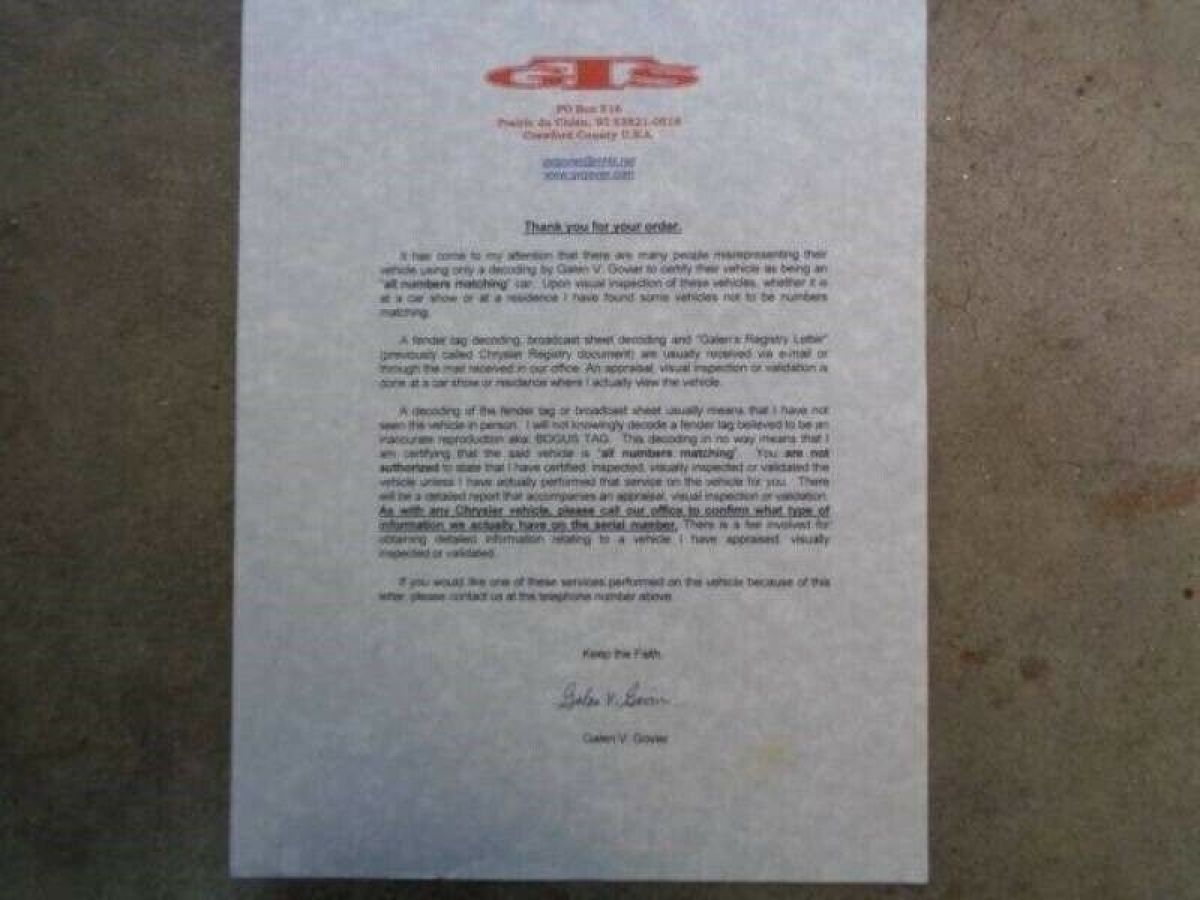 GTS
PO Box 516
Prairie du Chien, WI 53821-0516
Crawford County U.S.A.
www.gvgovier.com
Thank you for your order.
It has come to my attention that there are many people misrepresenting their
vehicle using only a decoding by Galen V. Govier to certify their vehicle as being an
"all numbers matching" car. Upon visual inspection of these vehicles, whether it is
at a car show or at a residence I have found some vehicles not to be numbers
matching.
A fender tag decoding, broadcast sheet decoding and "Galen's Registry Letter"
(previously called Chrysler Registry document) are usually received via e-mail or
through the mail received in our office. An appraisal, visual inspection or validation is
done at a car show or residence where I actually view the vehicle.
A decoding of the fender tag or broadcast sheet usually means that I have not
seen the vehicle in person. I will not knowingly decode a fender tag believed to be an
inaccurate reproduction aka: BOGUS TAG. This decoding in no way means that I
am certifying that the said vehicle is "all numbers matching". You are not
authorized to state that I have certified, inspected, visually inspected or validated the
vehicle unless I have actually performed that service on the vehicle for you. There
will be a detailed report that accompanies an appraisal, visual inspection or validation.
As with any Chrysler vehicle, please call our office to confirm what type of
information we actually have on the serial number. There is a fee involved for
obtaining detailed information relating to a vehicle I have appraised, visually
inspected or validated.
If you would like one of these services performed on the vehicle because of this
letter, please contact us at the telephone number above.
Keep the Faith,
Galen V. Govier
Galen V. Govier